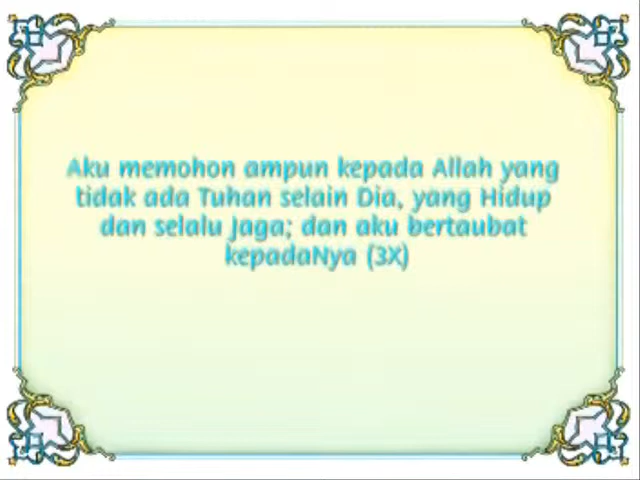 Aku memohon ampun kepada Allah yang
tidak ada Tuhan selain Dia, yang Hidup
dan selalu Jaga; dan aku bertaubat
kepadaNya (3X)